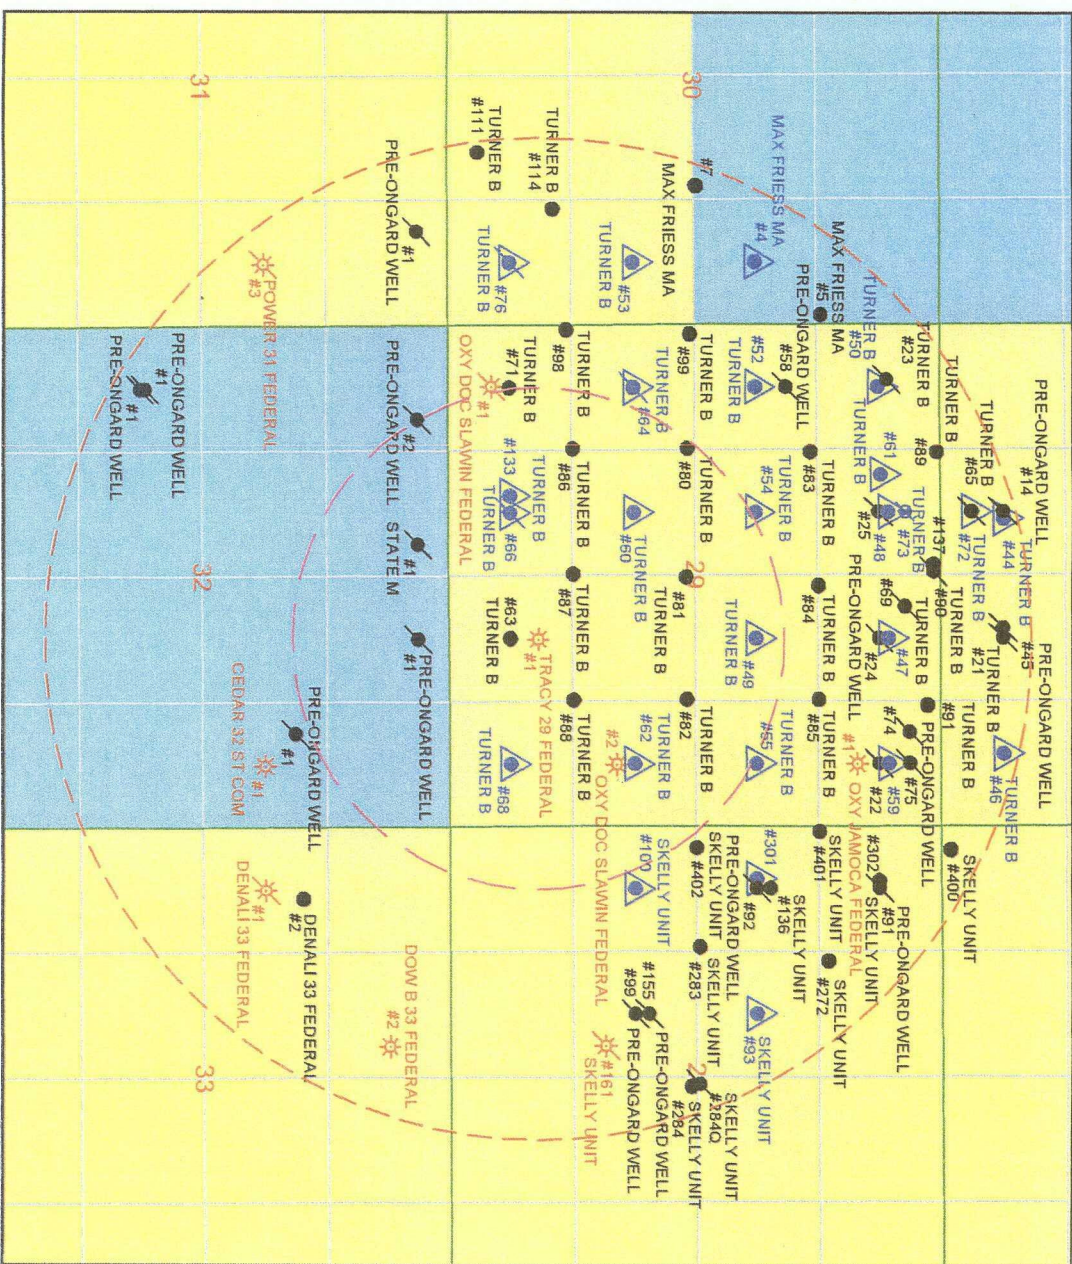 PRE-ONGARD WELL
#14
PRE-ONGARD WELL
#45
TURNER B
#44
TURNER B
#46
TURNER B
#65
TURNER B
#72
TURNER B
#21
TURNER B
#89
TURNER B
#90
TURNER B
#91
SKELLY UNIT
#400
TURNER B
#23
#137
TURNER B
#73
TURNER B
#69
PRE-ONGARD WELL
#74
#75
TURNER B
#50
#61
TURNER B
#48
#25
#47
#24
#59
#22
PRE-ONGARD WELL
#91
SKELLY UNIT
#302
MAX FRIESS MA
#5
PRE-ONGARD WELL
#58
TURNER B
#83
PRE-ONGARD WELL
TURNER B
#84
TURNER B
#85
OXY JAMOCA FEDERAL
#1
SKELLY UNIT
#401
SKELLY UNIT
#272
MAX FRIESS MA
#4
TURNER B
#52
TURNER B
#54
TURNER B
#49
TURNER B
#55
SKELLY UNIT
#136
#301
#92
PRE-ONGARD WELL
SKELLY UNIT
#93
30
#7
MAX FRIESS MA
TURNER B
#99
TURNER B
#80
29
TURNER B
#81
TURNER B
#82
SKELLY UNIT
#402
SKELLY UNIT
#283
SKELLY UNIT
#284Q
SKELLY UNIT
#284
2
TURNER B
#53
TURNER B
#64
TURNER B
#60
TURNER B
#62
SKELLY UNIT
#100
OXY DOC SLAWIN FEDERAL
#2
#155
PRE-ONGARD WELL
#99
PRE-ONGARD WELL
#161
SKELLY UNIT
TURNER B
#114
TURNER B
#98
TURNER B
#86
TURNER B
#87
TURNER B
#88
TRACY 29 FEDERAL
#1
TURNER B
#111
TURNER B
#76
TURNER B
#71
TURNER B
#133
#66
TURNER B
#63
TURNER B
#68
TURNER B
OXY DOC SLAWIN FEDERAL
#1
PRE-ONGARD WELL
#1
PRE-ONGARD WELL
#2
STATE M
#1
PRE-ONGARD WELL
#1
DOW B 33 FEDERAL
#2
PRE-ONGARD WELL
#1
DENALI 33 FEDERAL
#2
POWER 31 FEDERAL
#3
CEDAR 32 ST COM
#1
DENALI 33 FEDERAL
#1
31
32
33
PRE-ONGARD WELL
#1
PRE-ONGARD WELL
#1